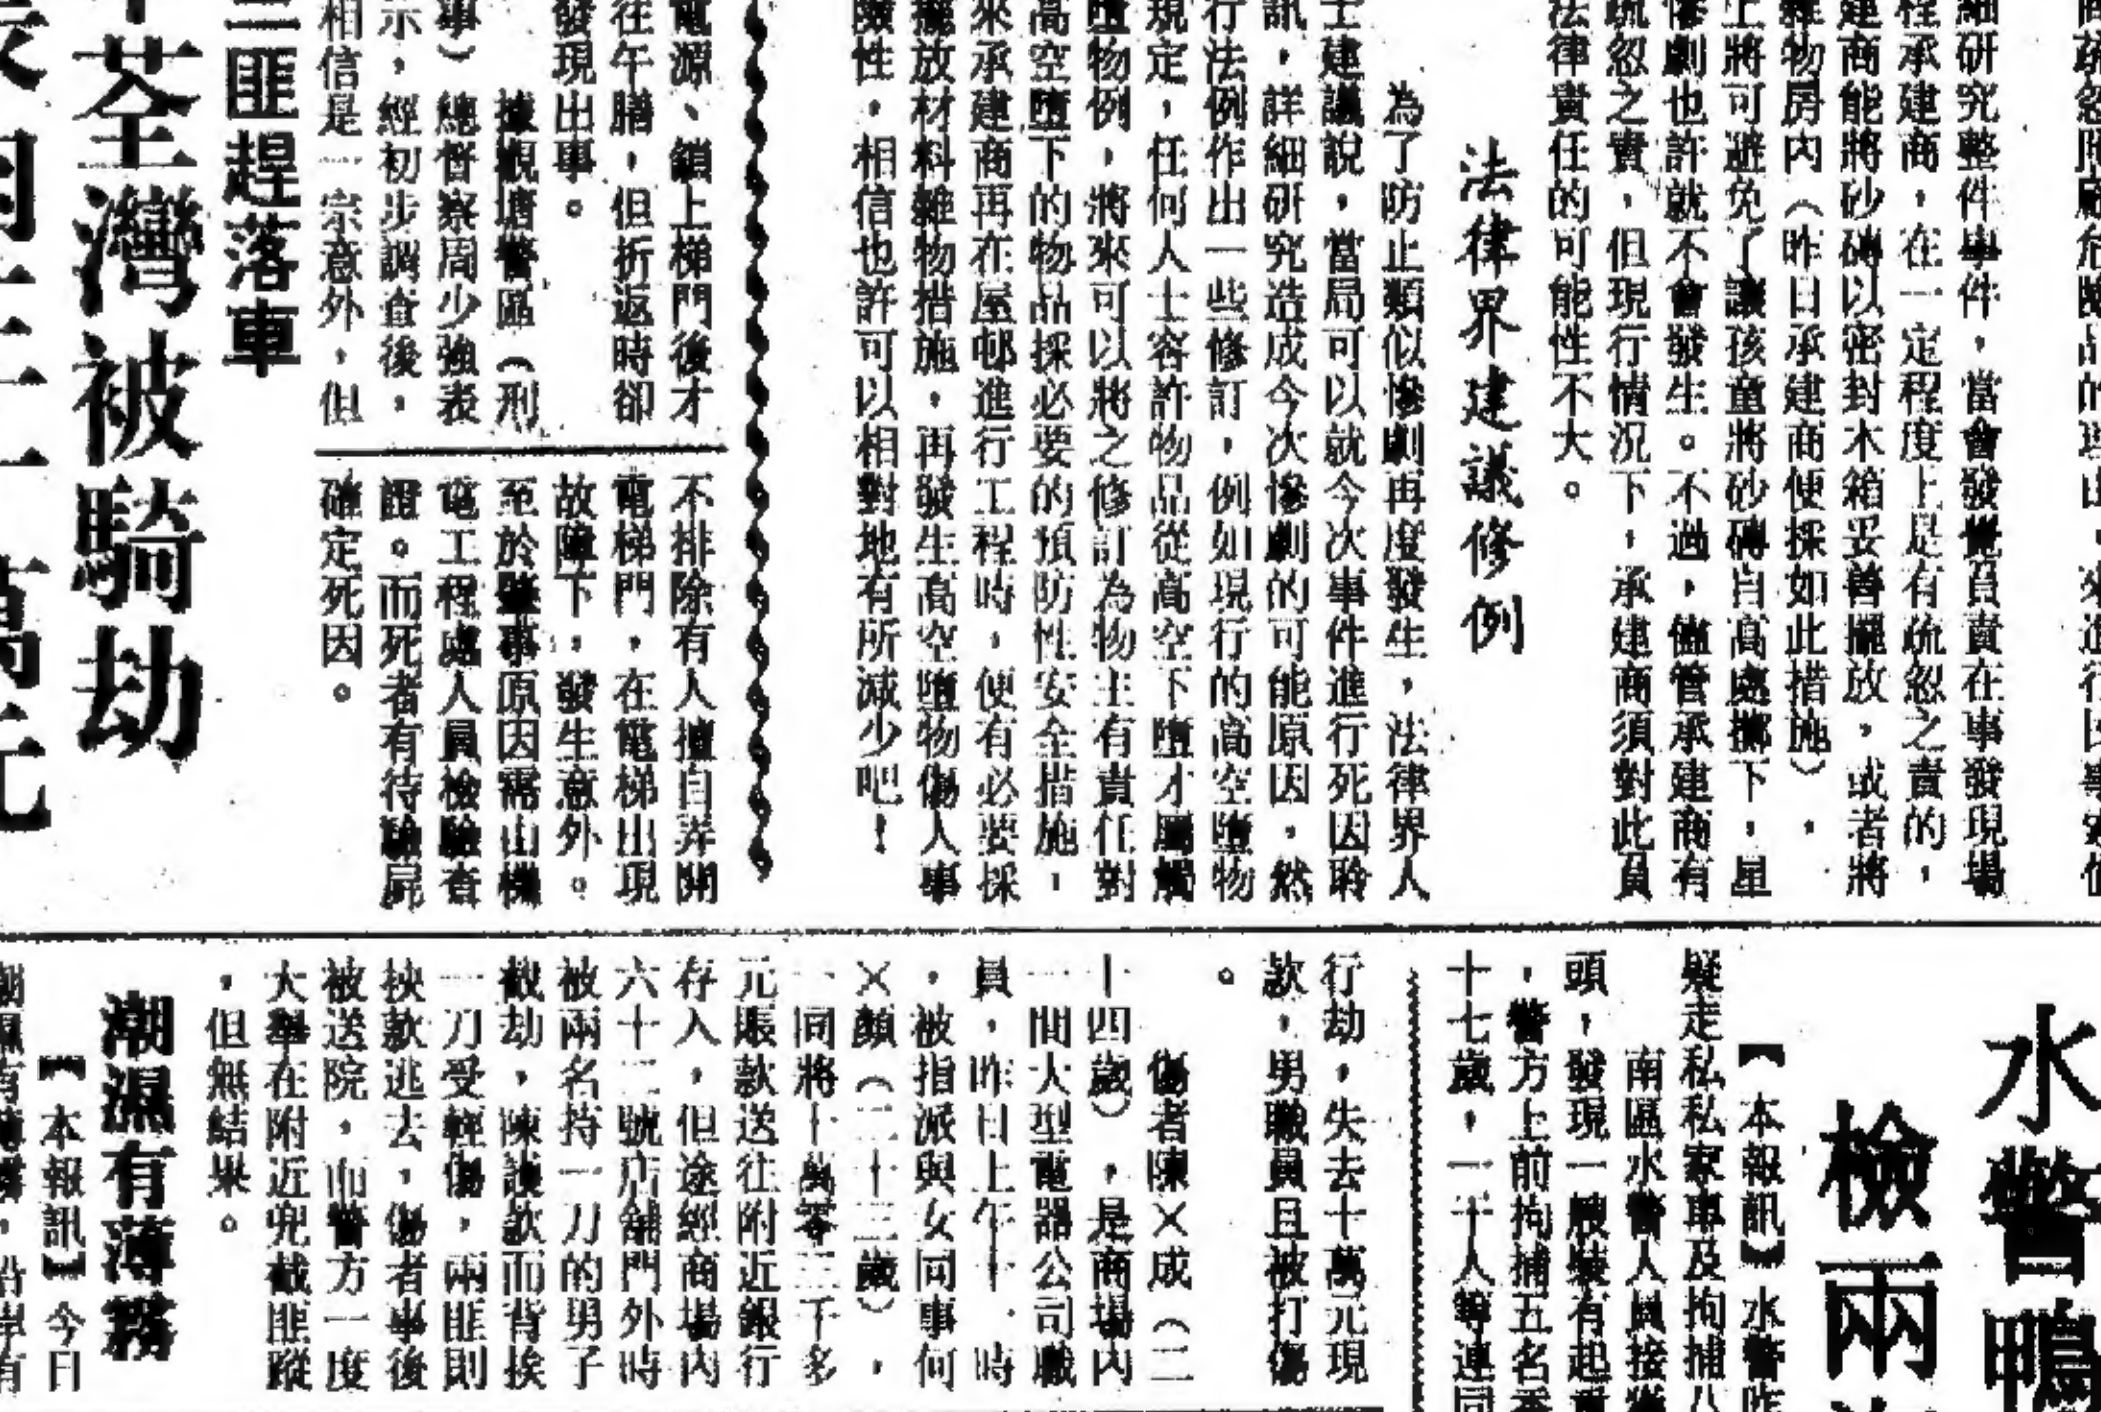 細研究整件事件，當會發覺負責在事發現場
程承建商，在一定程度上是有疏忽之責的，
建商能將砂磚以密封木箱妥善擺放，或者將
雜物房內（昨日承建商便採如此措施），
上將可避免了讓孩童將砂磚自高處擲下，星
慘劇也許就不會發生。不過，儘管承建商有
疏忽之責，但現行情況下，承建商須對此負
法律責任的可能性不大。
法律界建議修例
為了防止類似慘劇再度發生，法律界人
士建議說，當局可以就今次事件進行死因聆
訊，詳細研究造成今次慘劇的可能原因，然
行法例作出一些修訂，例如現行的高空墮物
規定，任何人士容許物品從高空下墮才屬觸
墮物例，將來可以將之修訂為物主有責任對
高空墮下的物品採必要的預防性安全措施，
來承建商再在屋邨進行工程時，便有必要採
擺放材料雜物措施，再發生高空墮物傷人事
險性，相信也許可以相對地有所減少吧！
電源、鎖上梯門後才
往午膳，但折返時卻
發現出事。
據觀塘警區（刑
事）總督察周少強表
示，經初步調查後，
相信是一宗意外，但
不排除有人擅自弄開
電梯門，在電梯出現
故障下，發生意外。
至於肇事原因需由機
電工程處人員檢驗查
證。而死者有待驗屍
確定死因。
三匪趕落車
荃灣被騎劫
水警鴨
檢兩
【本報訊】水警昨
疑走私私家車及拘捕八
南區水警人員接獲
頭，發現一艘裝有起重
，警方上前拘捕五名
十七歲，一干人等連同
行劫，失去十萬元現
款，男職員且被打傷
。
傷者陳×成（二
十四歲），是商場內
一間大型電器公司職
員，昨日上午十一時
，被指派與女同事何
×顏（二十三歲），
一同將十萬零三千多
元賬款送往附近銀行
存入，但途經商場內
六十二號店舖門外時
被兩名持一刀的男子
截劫，陳護款而背挨
一刀受輕傷，兩匪則
挾款逃去，傷者事後
被送院，而警方一度
大舉在附近兜截匪蹤
，但無結果。
潮濕有薄霧
【本報訊】今日